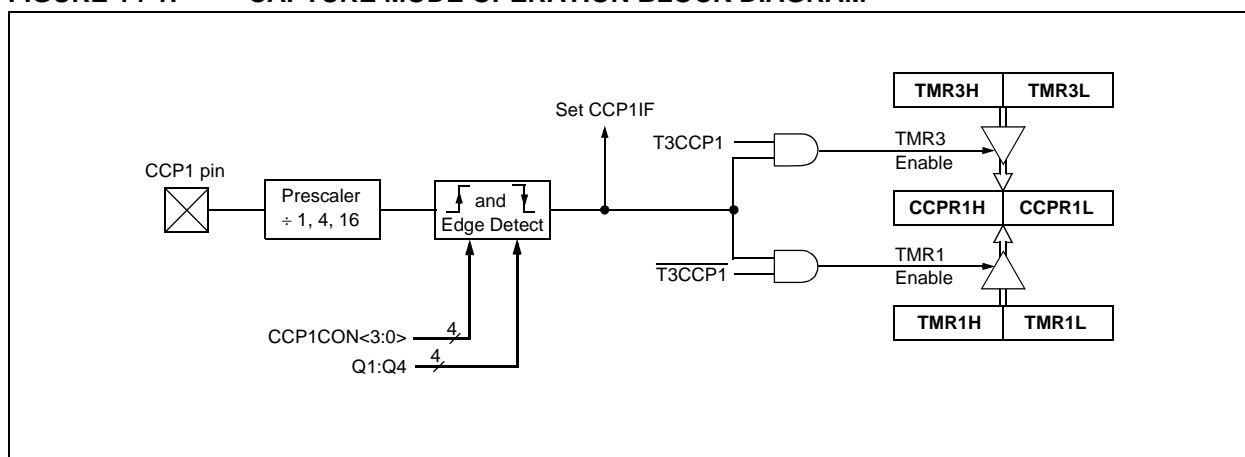 TMR3H TMR3L
Set CCP1IF
T3CCP1
TMR3
Enable
CCP1 pin
Prescaler
÷ 1, 4, 16
and
Edge Detect
CCPR1H CCPR1L
T3CCP1
TMR1
Enable
TMR1H TMR1L
CCP1CON<3:0>
4
Q1:Q4
4